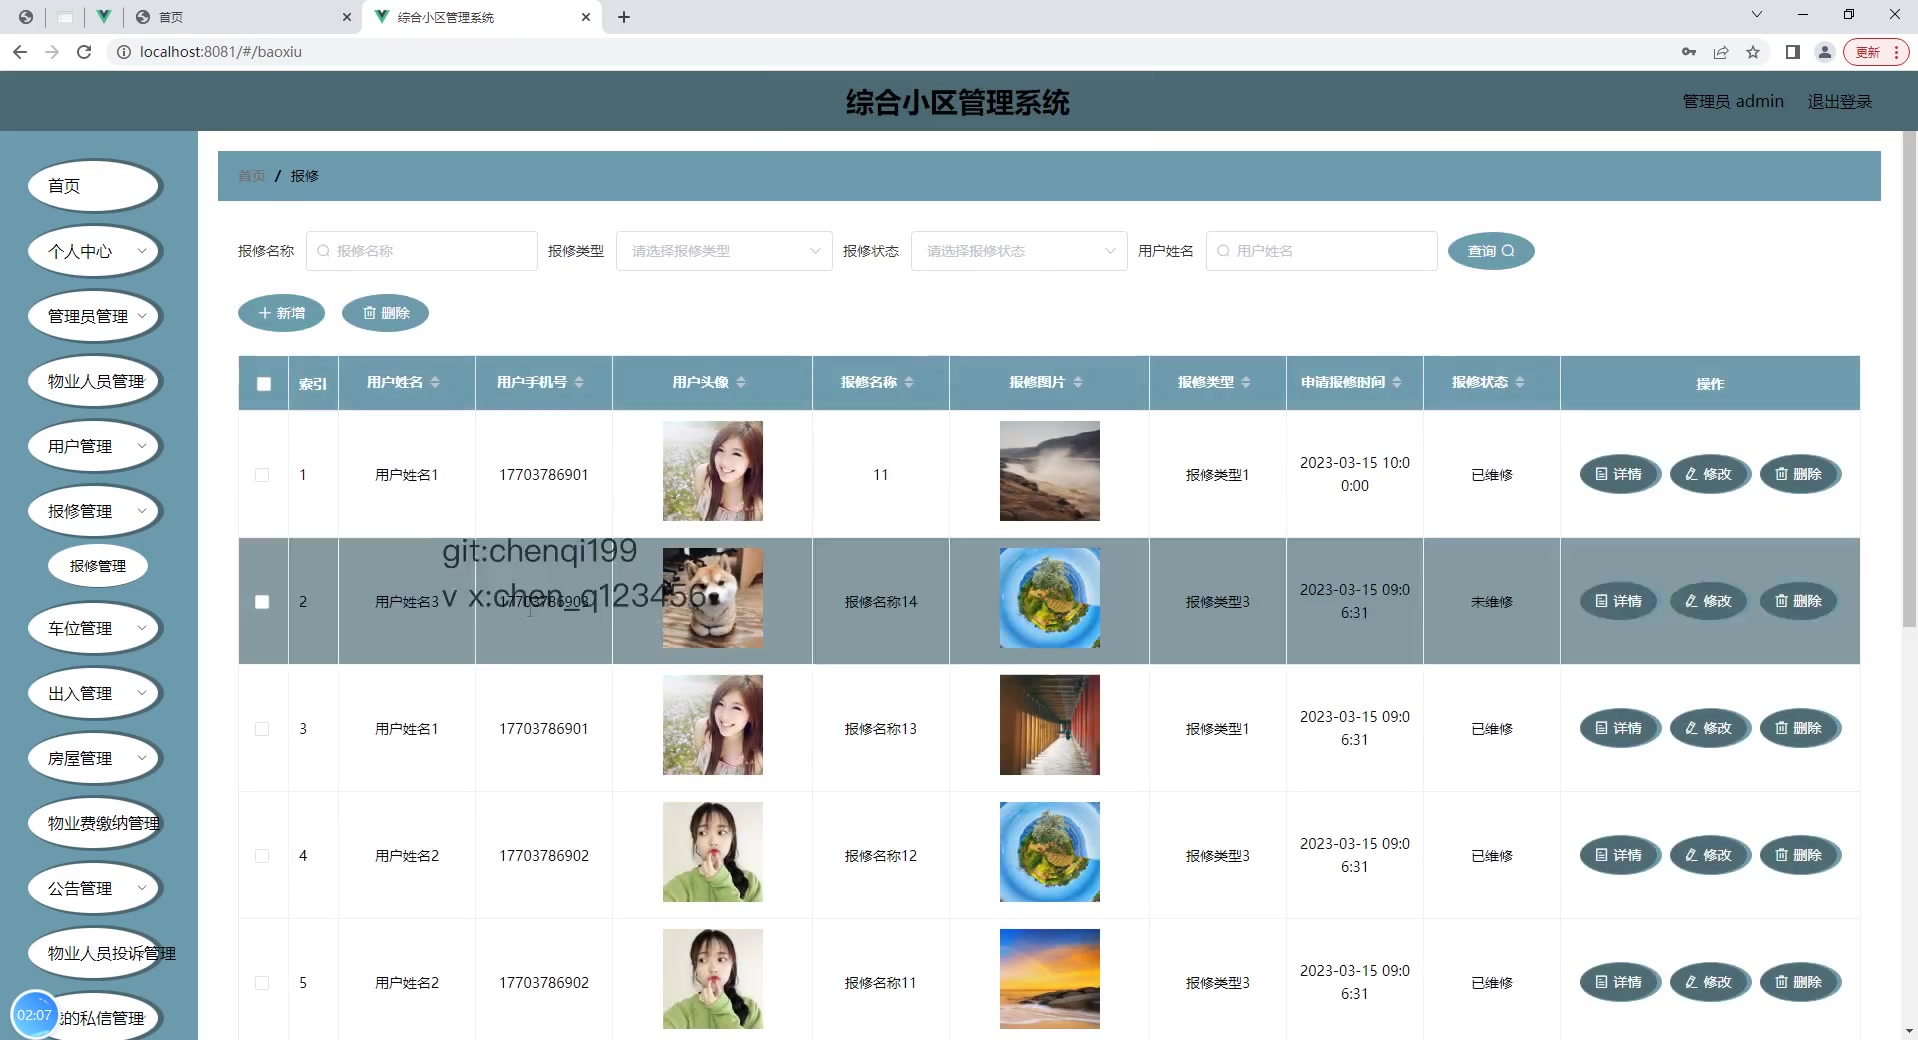 首页
综合小区管理系统
localhost:8081/#/baoxiu
更新
综合小区管理系统
管理员 admin
退出登录
首页
个人中心
管理员管理
物业人员管理
用户管理
报修管理
报修管理
车位管理
出入管理
房屋管理
物业费缴纳管理
公告管理
物业人员投诉管理
的私信管理
02:07
首页 / 报修
报修名称 报修名称 报修类型 请选择报修类型 报修状态 请选择报修状态 用户姓名 用户姓名 查询
新增 删除
索引 用户姓名 用户手机号 用户头像 报修名称 报修图片 报修类型 申请报修时间 报修状态 操作
1 用户姓名1 17703786901 11 报修类型1 2023-03-15 10:0
0:00 已维修 详情 修改 删除
git:chenqi199
v x:chen_q123456
2 用户姓名3 17703786903 报修名称14 报修类型3 2023-03-15 09:0
6:31 未维修 详情 修改 删除
3 用户姓名1 17703786901 报修名称13 报修类型1 2023-03-15 09:0
6:31 已维修 详情 修改 删除
4 用户姓名2 17703786902 报修名称12 报修类型3 2023-03-15 09:0
6:31 已维修 详情 修改 删除
5 用户姓名2 17703786902 报修名称11 报修类型3 2023-03-15 09:0
6:31 已维修 详情 修改 删除